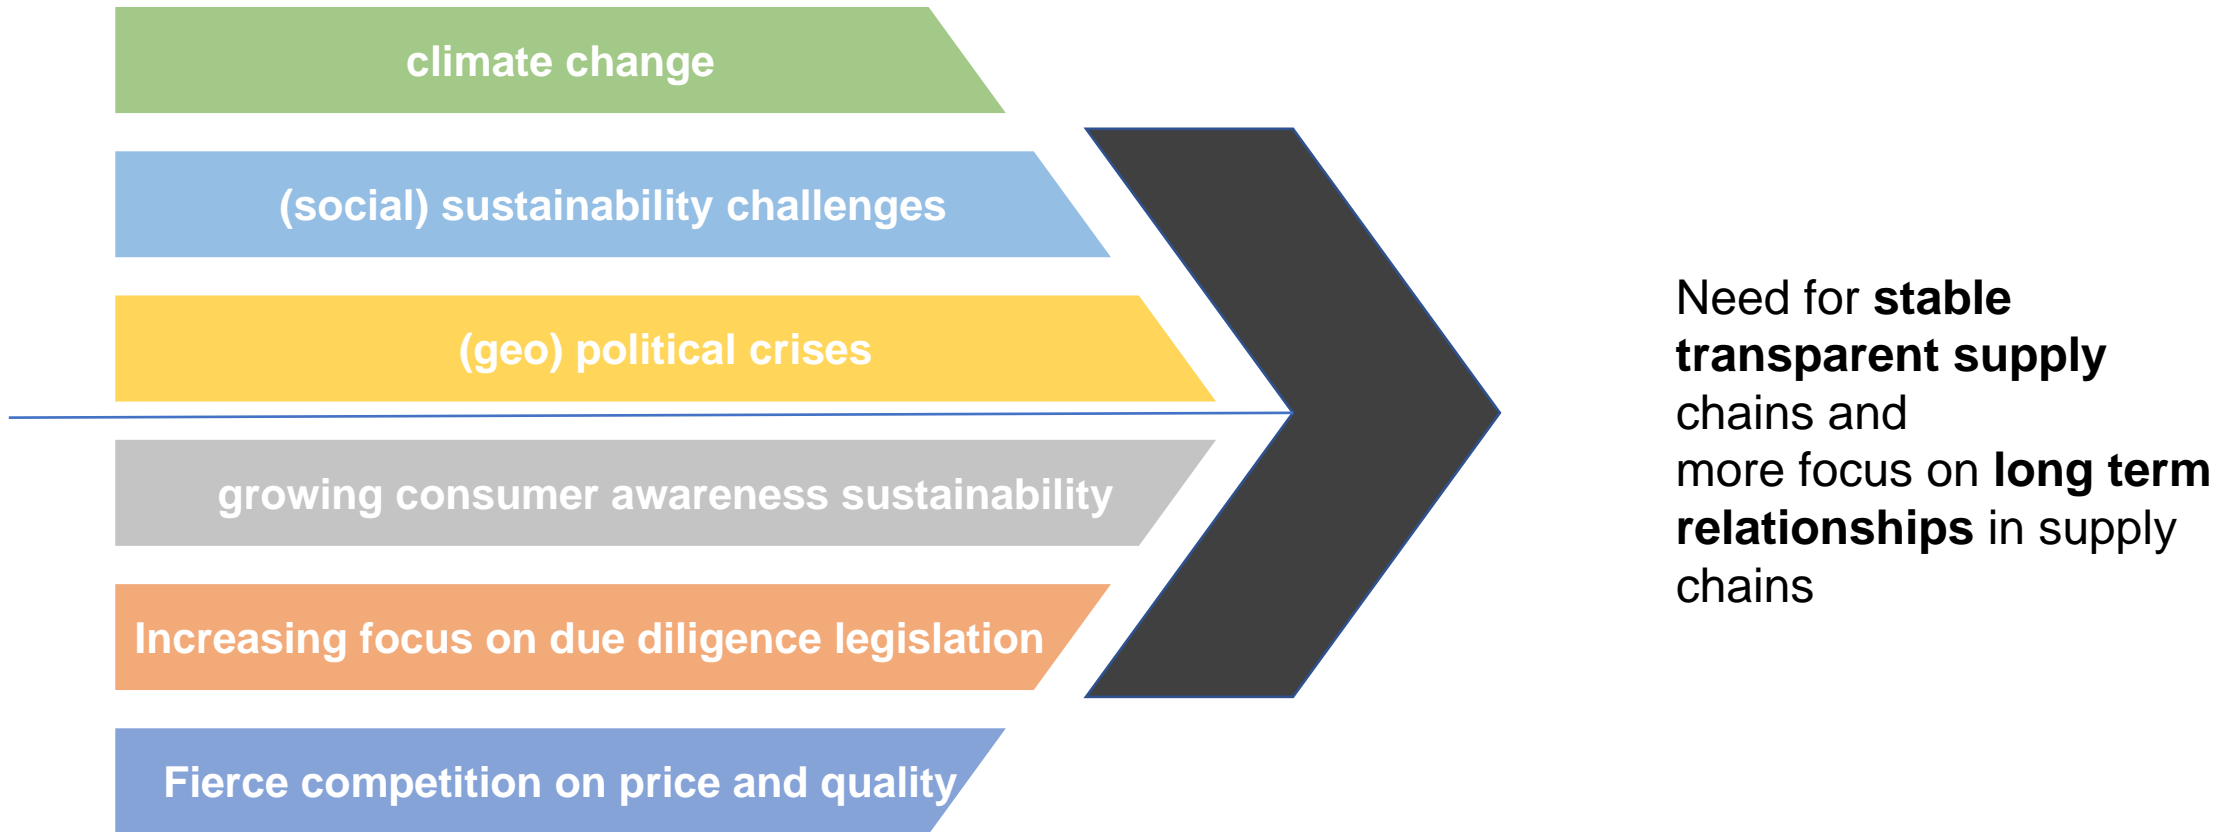 climate change
(social) sustainability challenges
(geo) political crises
growing consumer awareness sustainability
Increasing focus on due diligence legislation
Fierce competition on price and quality
Need for stable
transparent supply
chains and
more focus on long term
relationships in supply
chains